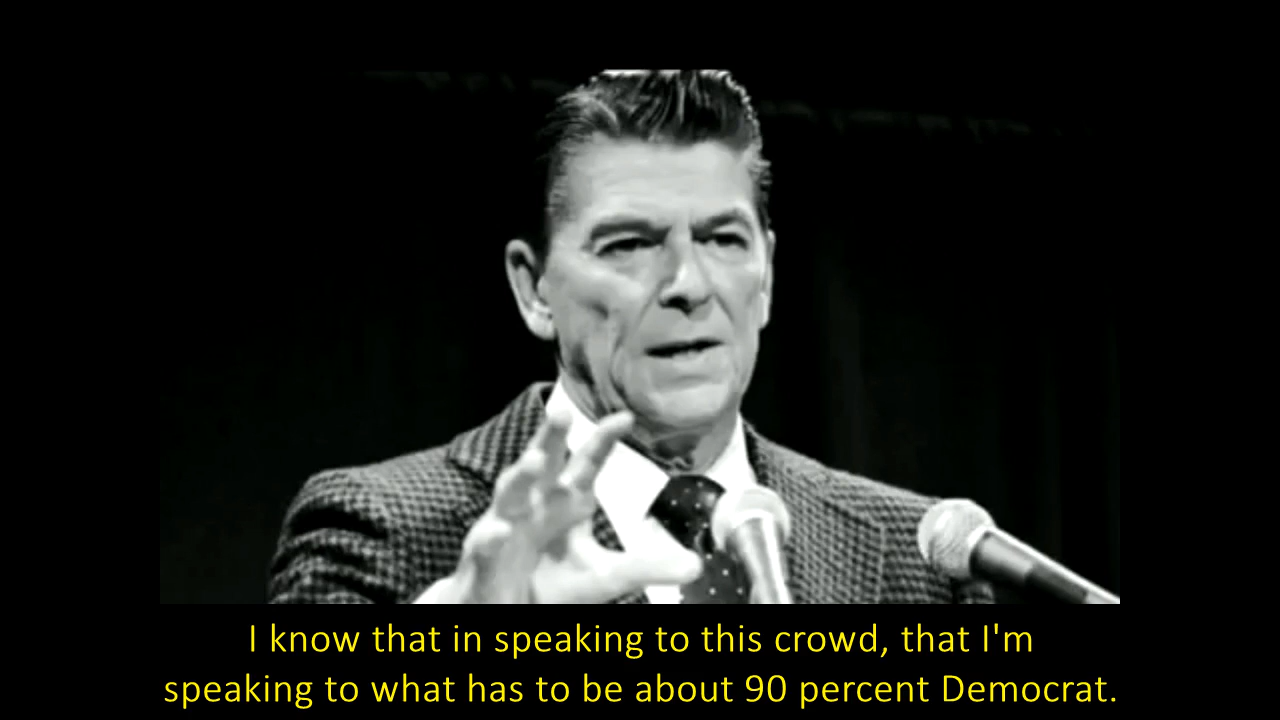 I know that in speaking to this crowd, that I'm
speaking to what has to be about 90 percent Democrat.